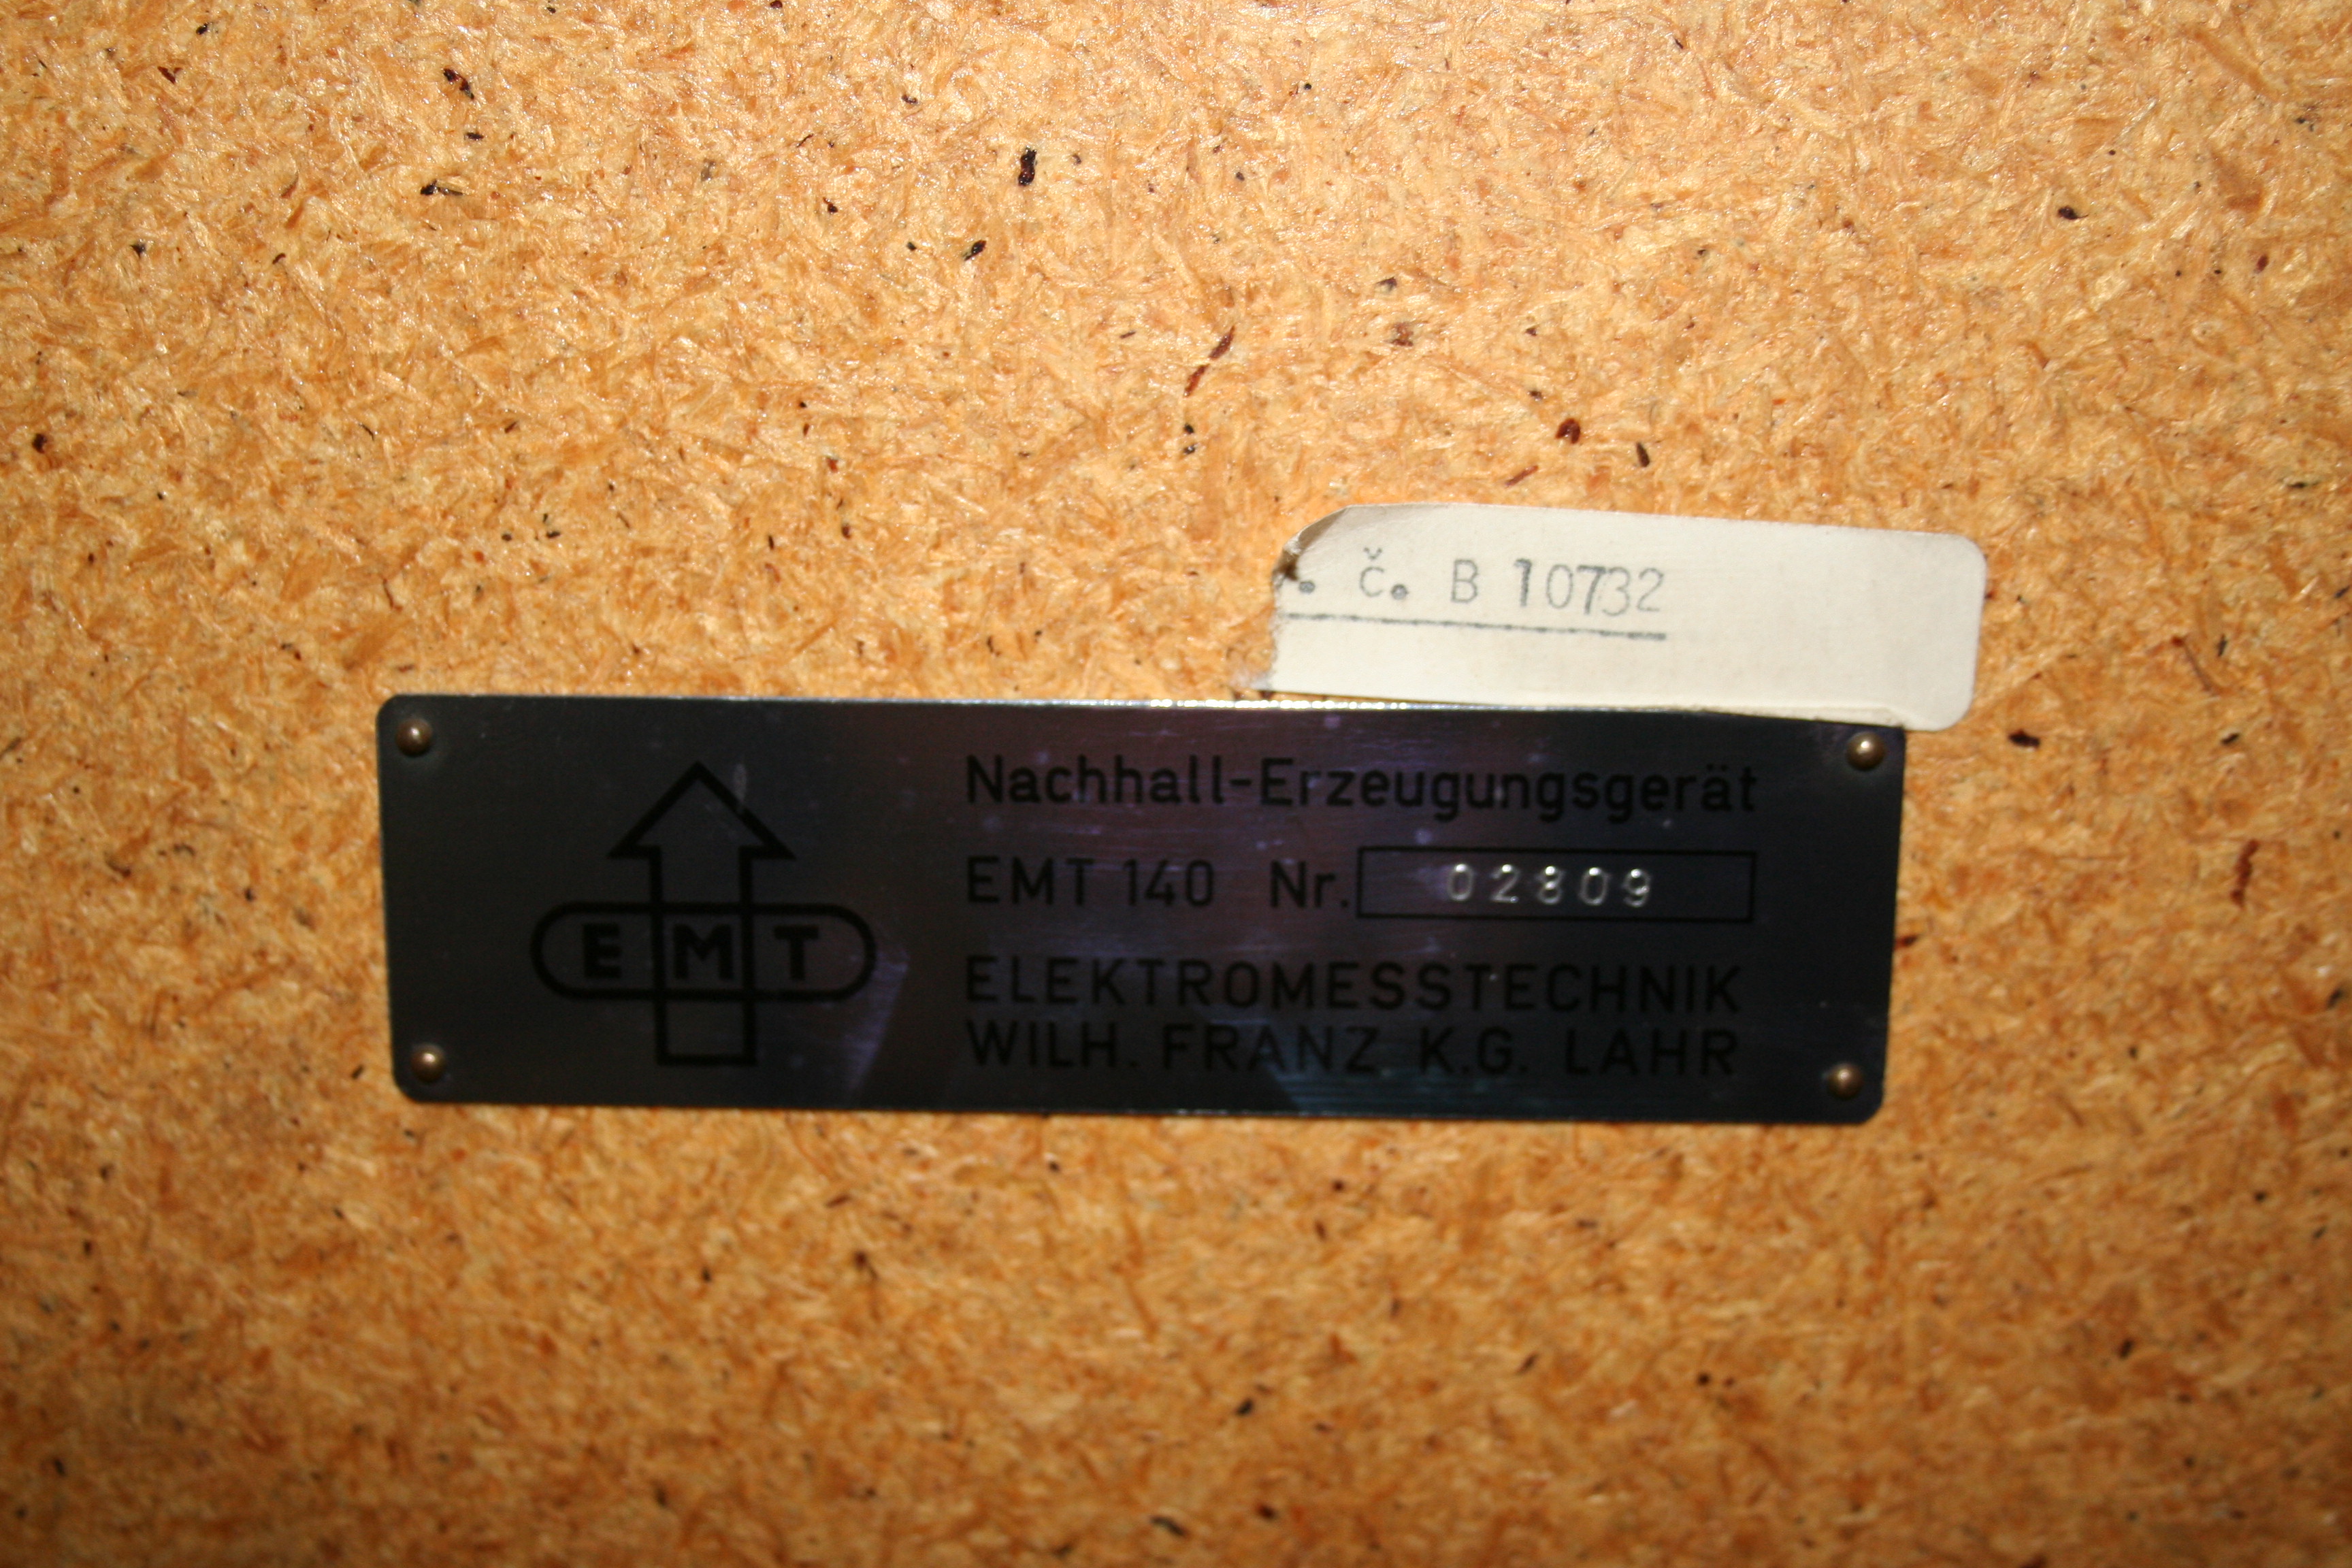 . č. B 10732
Nachhall-Erzeugungsgerät
EMT 140 Nr. 02809
EMT
ELEKTROMESSTECHNIK
WILH. FRANZ K.G. LAHR